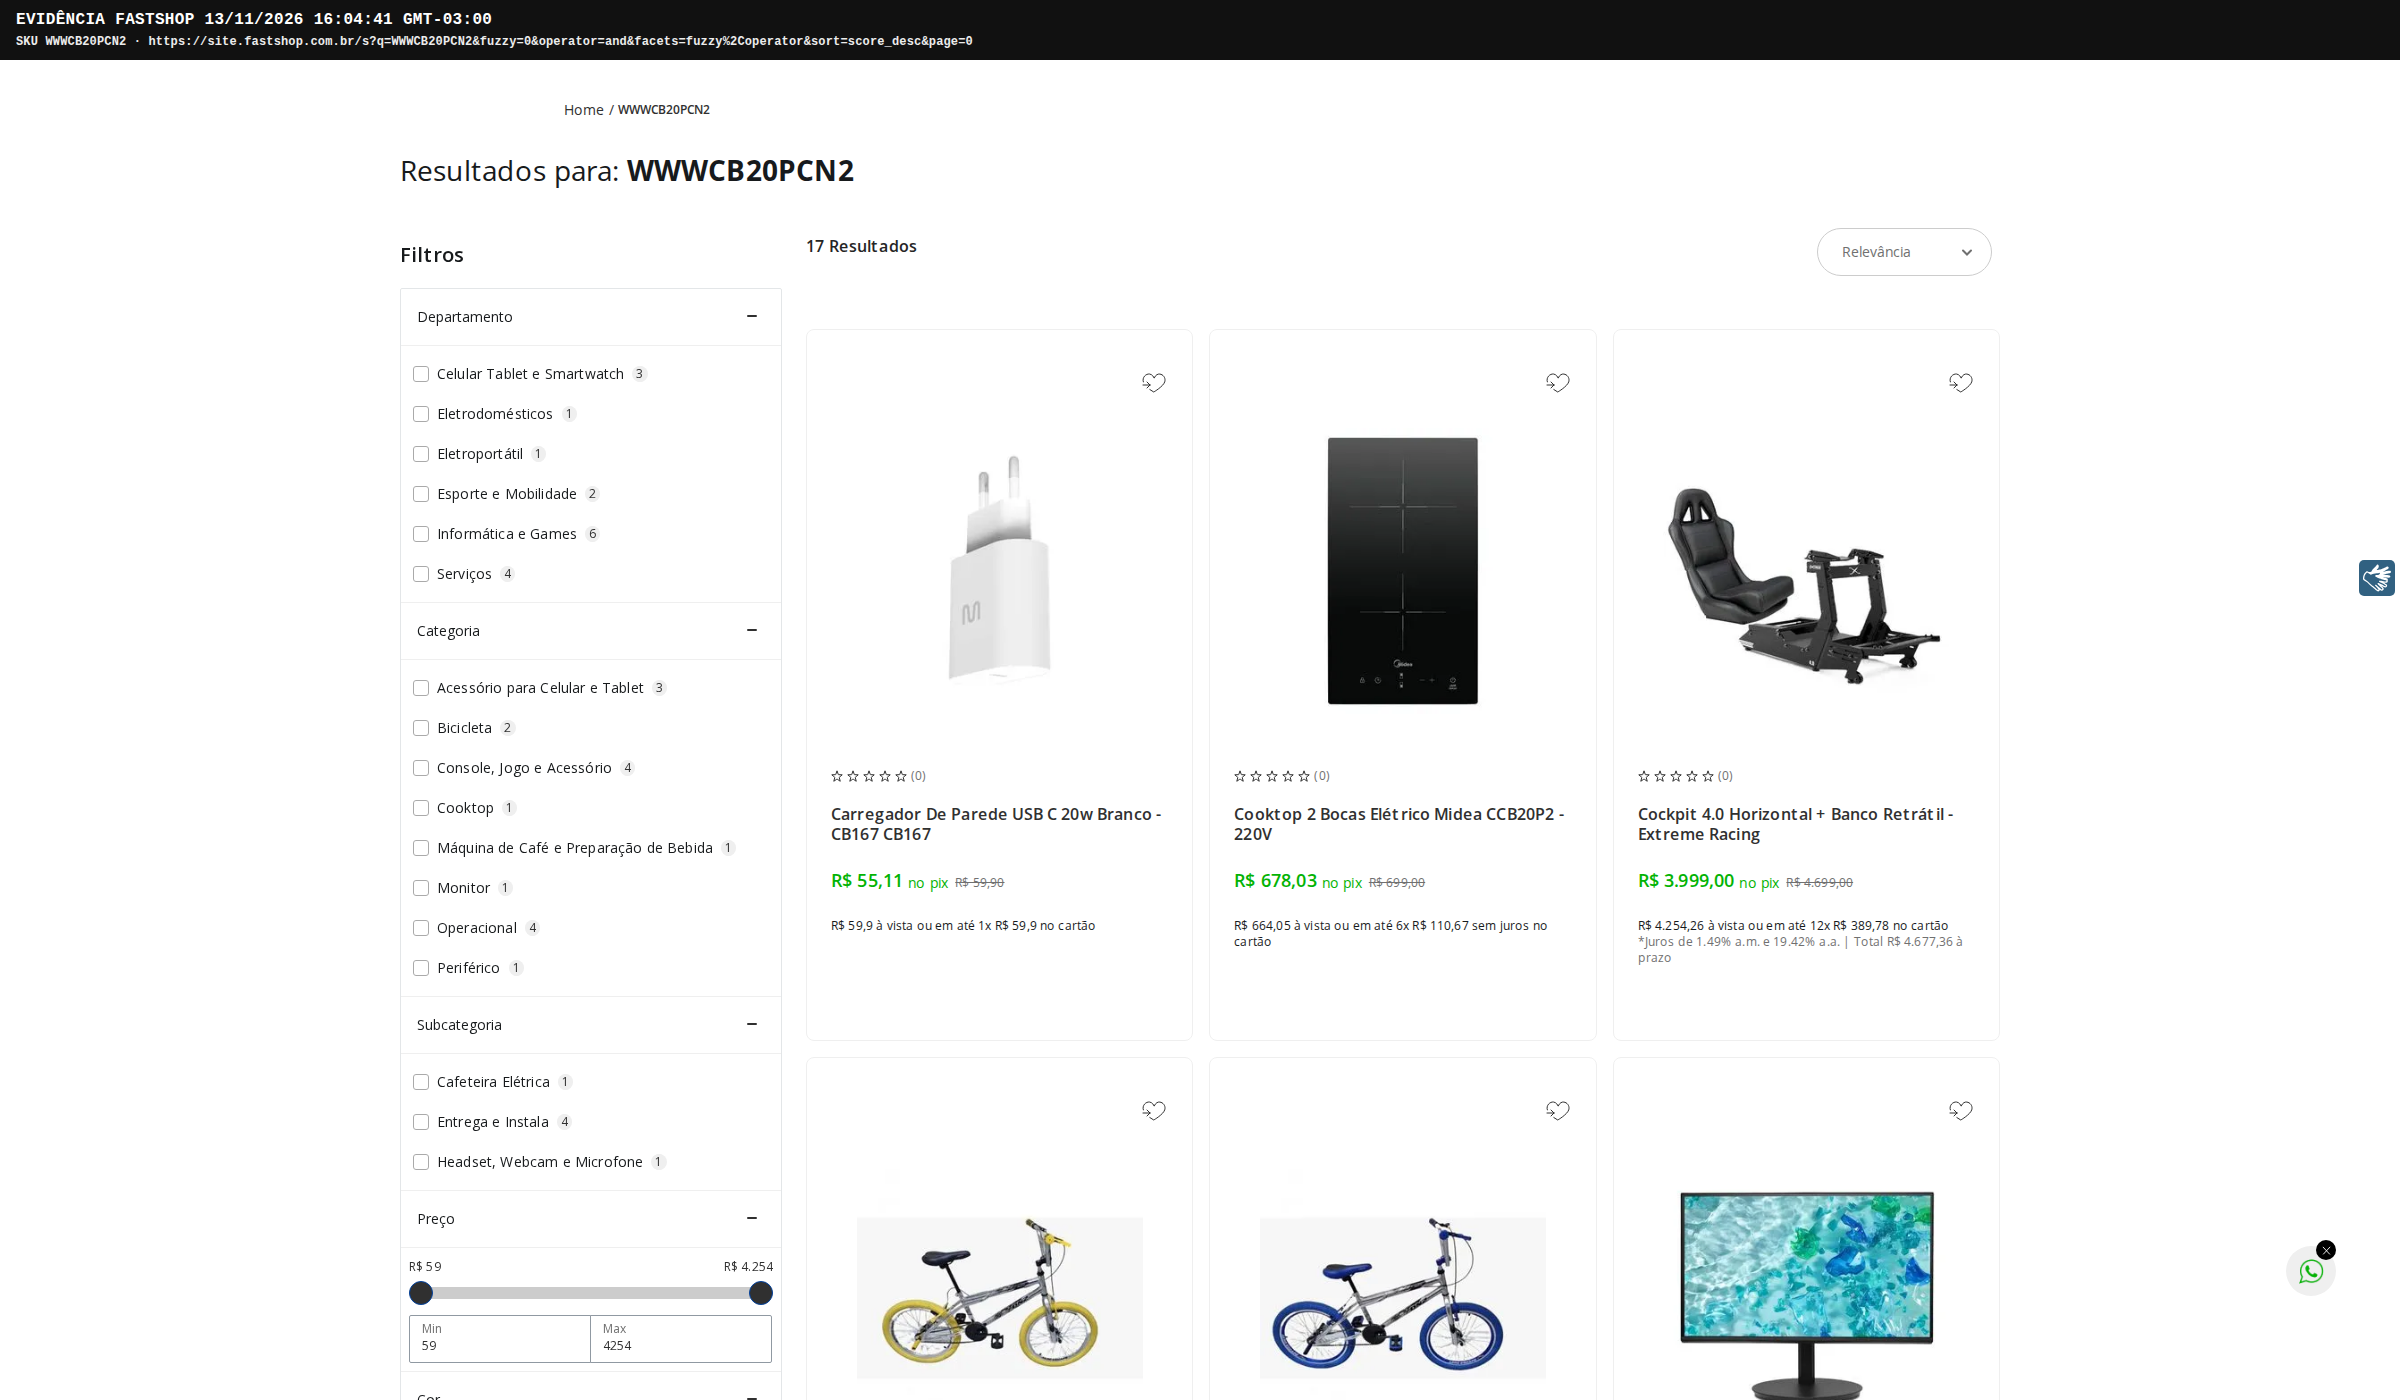 EVIDÊNCIA FASTSHOP 13/11/2026 16:04:41 GMT-03:00
SKU WWWCB20PCN2 · https://site.fastshop.com.br/s?q=WWWCB20PCN2&fuzzy=0&operator=and&facets=fuzzy%2Coperator&sort=score_desc&page=0
Home / WWWCB20PCN2
Resultados para: WWWCB20PCN2
Filtros
17 Resultados
Relevância
Departamento
Celular Tablet e Smartwatch 3
Eletrodomésticos 1
Eletroportátil 1
Esporte e Mobilidade 2
Informática e Games 6
Serviços 4
Categoria
Acessório para Celular e Tablet 3
Bicicleta 2
Console, Jogo e Acessório 4
Cooktop 1
Máquina de Café e Preparação de Bebida 1
Monitor 1
Operacional 4
Periférico 1
Subcategoria
Cafeteira Elétrica 1
Entrega e Instala 4
Headset, Webcam e Microfone 1
Preço
R$ 59
R$ 4.254
Min
59
Max
4254
Cor
Midea
(0)
Carregador De Parede USB C 20w Branco -
CB167 CB167
R$ 55,11 no pix R$ 59,90
R$ 59,9 à vista ou em até 1x R$ 59,9 no cartão
(0)
Cooktop 2 Bocas Elétrico Midea CCB20P2 -
220V
R$ 678,03 no pix R$ 699,00
R$ 664,05 à vista ou em até 6x R$ 110,67 sem juros no
cartão
(0)
Cockpit 4.0 Horizontal + Banco Retrátil -
Extreme Racing
R$ 3.999,00 no pix R$ 4.699,00
R$ 4.254,26 à vista ou em até 12x R$ 389,78 no cartão
*Juros de 1.49% a.m. e 19.42% a.a. | Total R$ 4.677,36 à
prazo